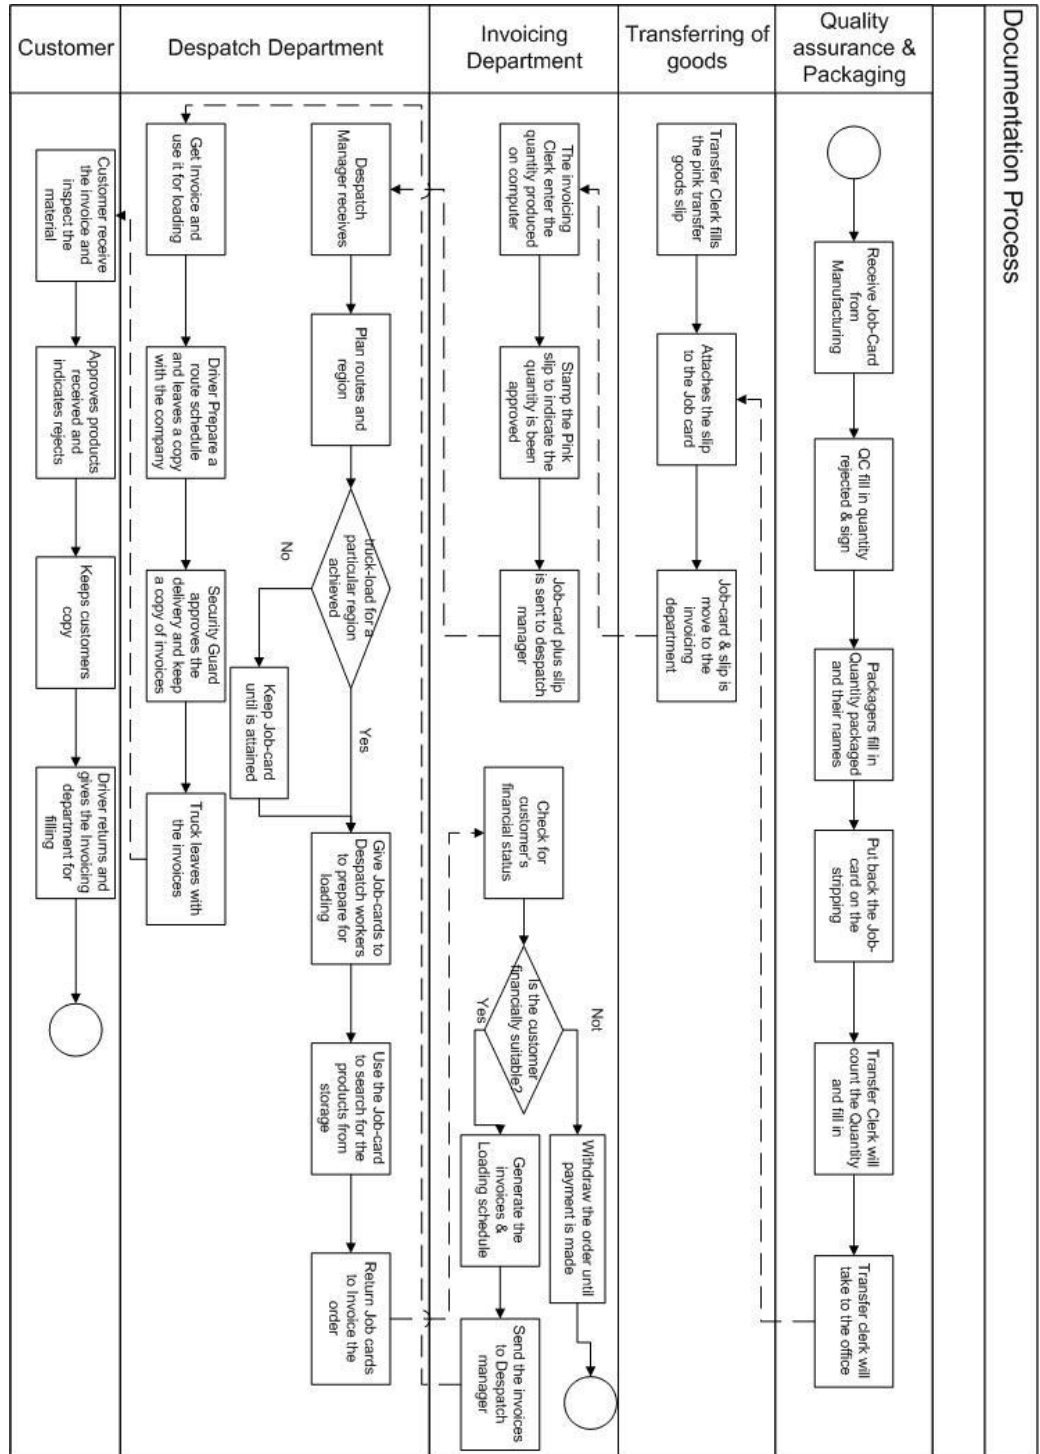 Documentation Process
Quality
assurance &
Packaging
Receive Job-Card
from
Manufacturing
QC fill in quantity
rejected & sign
Packagers fill in
Quantity packaged
and their names
Put back the Job-
card on the
stripping
Transfer Clerk will
count the Quantity
and fill in
Transfer clerk will
take to the office
Transferring of
goods
Transfer Clerk fills
the pink transfer
goods slip
Attaches the slip
to the Job card
Job-card & slip is
move to the
invoicing
department
Invoicing
Department
The invoicing
Clerk enter the
quantity produced
on computer
Stamp the Pink
slip to indicate the
quantity is been
approved
Job-card plus slip
is sent to despatch
manager
Check for
customer's
financial status
Is the customer
financially suitable?
Not
Yes
Withdraw the order until
payment is made
Generate the
invoices &
Loading schedule
Send the invoices
to Despatch
manager
Despatch Department
Despatch
Manager receives
Plan routes and
region
truck-load for a
particular region
achieved
No
Yes
Keep Job-card
until is attained
Give Job-cards to
Despatch workers
to prepare for
loading
Use the Job-card
to search for the
products from
storage
Return Job cards
to Invoice the
order
Get Invoice and
use it for loading
Driver Prepare a
route schedule
and leaves a copy
with the company
Security Guard
approves the
delivery and keep
a copy of invoices
Truck leaves with
the invoices
Customer
Customer receive
the invoice and
inspect the
material
Approves products
received and
indicates rejects
Keeps customers
copy
Driver returns and
gives the Invoicing
department for
filling